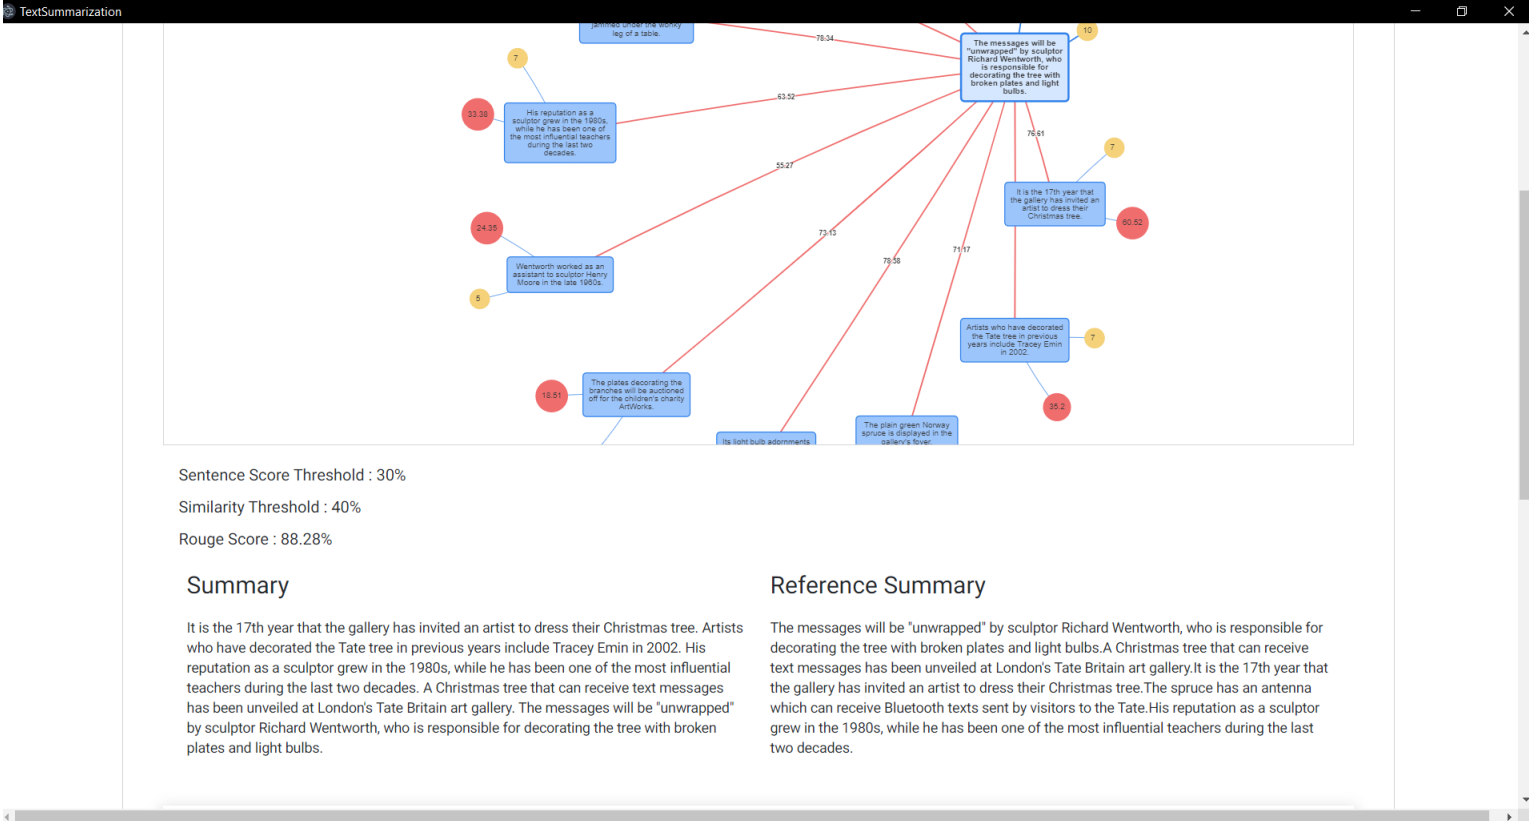 TextSummarization
jammed under the wonky
leg of a table.
78.34
10
The messages will be
"unwrapped" by sculptor
Richard Wentworth, who
is responsible for
decorating the tree with
broken plates and light
bulbs.
7
63.52
33.38
His reputation as a
sculptor grew in the 1980s,
while he has been one of
the most influential teachers
during the last two
decades.
76.61
7
55.27
It is the 17th year that
the gallery has invited an
artist to dress their
Christmas tree.
60.52
24.35
73.13
71.17
78.58
Wentworth worked as an
assistant to sculptor Henry
Moore in the late 1960s.
5
Artists who have decorated
the Tate tree in previous
years include Tracey Emin
in 2002.
7
18.51
The plates decorating the
branches will be auctioned
off for the children's charity
ArtWorks.
35.2
The plain green Norway
spruce is displayed in the
gallery's foyer.
Its light bulb adornments
Sentence Score Threshold : 30%
Similarity Threshold : 40%
Rouge Score : 88.28%
Summary
It is the 17th year that the gallery has invited an artist to dress their Christmas tree. Artists
who have decorated the Tate tree in previous years include Tracey Emin in 2002. His
reputation as a sculptor grew in the 1980s, while he has been one of the most influential
teachers during the last two decades. A Christmas tree that can receive text messages
has been unveiled at London's Tate Britain art gallery. The messages will be "unwrapped"
by sculptor Richard Wentworth, who is responsible for decorating the tree with broken
plates and light bulbs.
Reference Summary
The messages will be "unwrapped" by sculptor Richard Wentworth, who is responsible for
decorating the tree with broken plates and light bulbs.A Christmas tree that can receive
text messages has been unveiled at London's Tate Britain art gallery.It is the 17th year that
the gallery has invited an artist to dress their Christmas tree.The spruce has an antenna
which can receive Bluetooth texts sent by visitors to the Tate.His reputation as a sculptor
grew in the 1980s, while he has been one of the most influential teachers during the last
two decades.